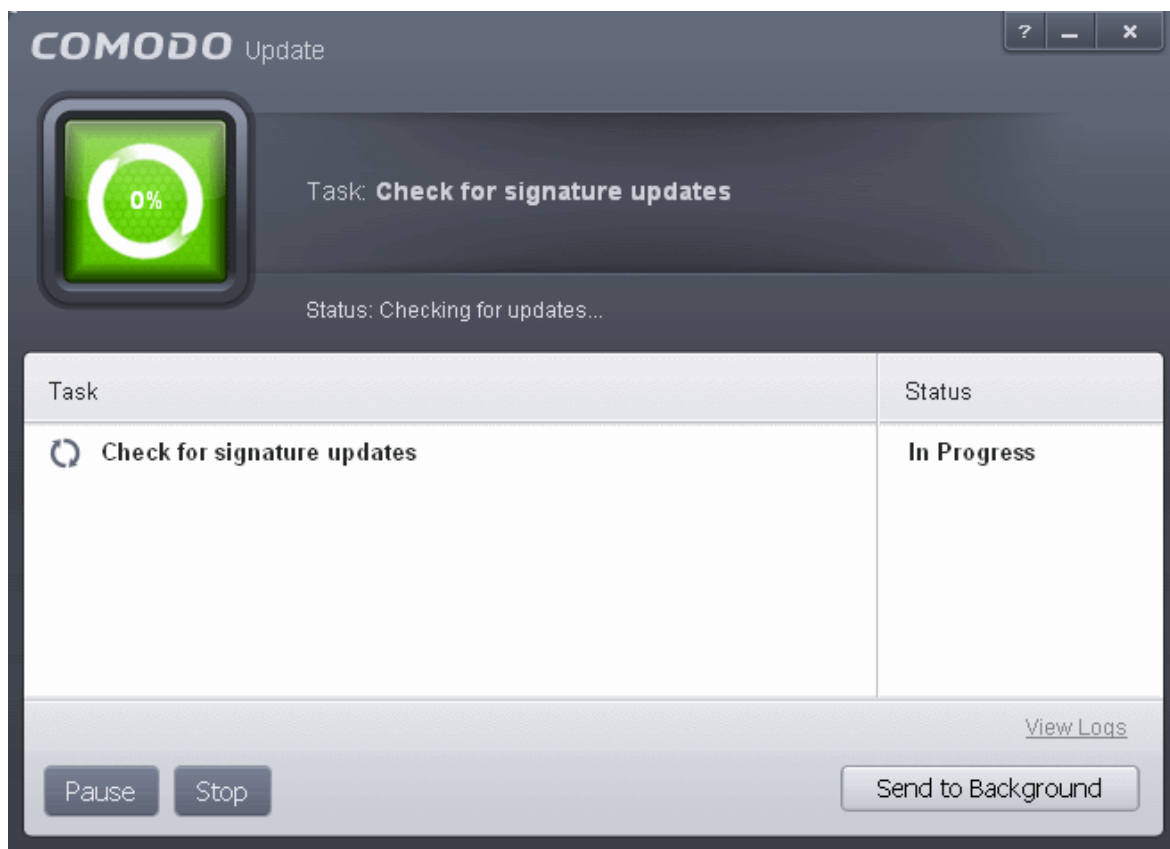 COMODO Update
? – x
0%
Task: Check for signature updates
Status: Checking for updates...
Task Status
Check for signature updates In Progress
View Logs
Pause Stop Send to Background